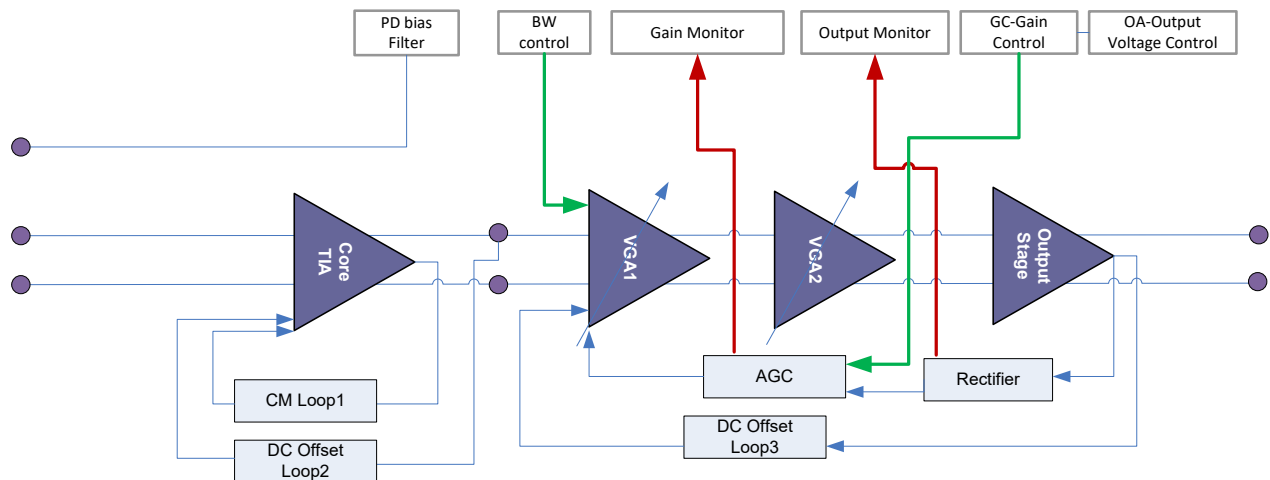 PD bias
Filter
BW
control
Gain Monitor
Output Monitor
GC-Gain
Control
OA-Output
Voltage Control
Core
TIA
VGA1
VGA2
Output
Stage
AGC
Rectifier
CM Loop1
DC Offset
Loop2
DC Offset
Loop3